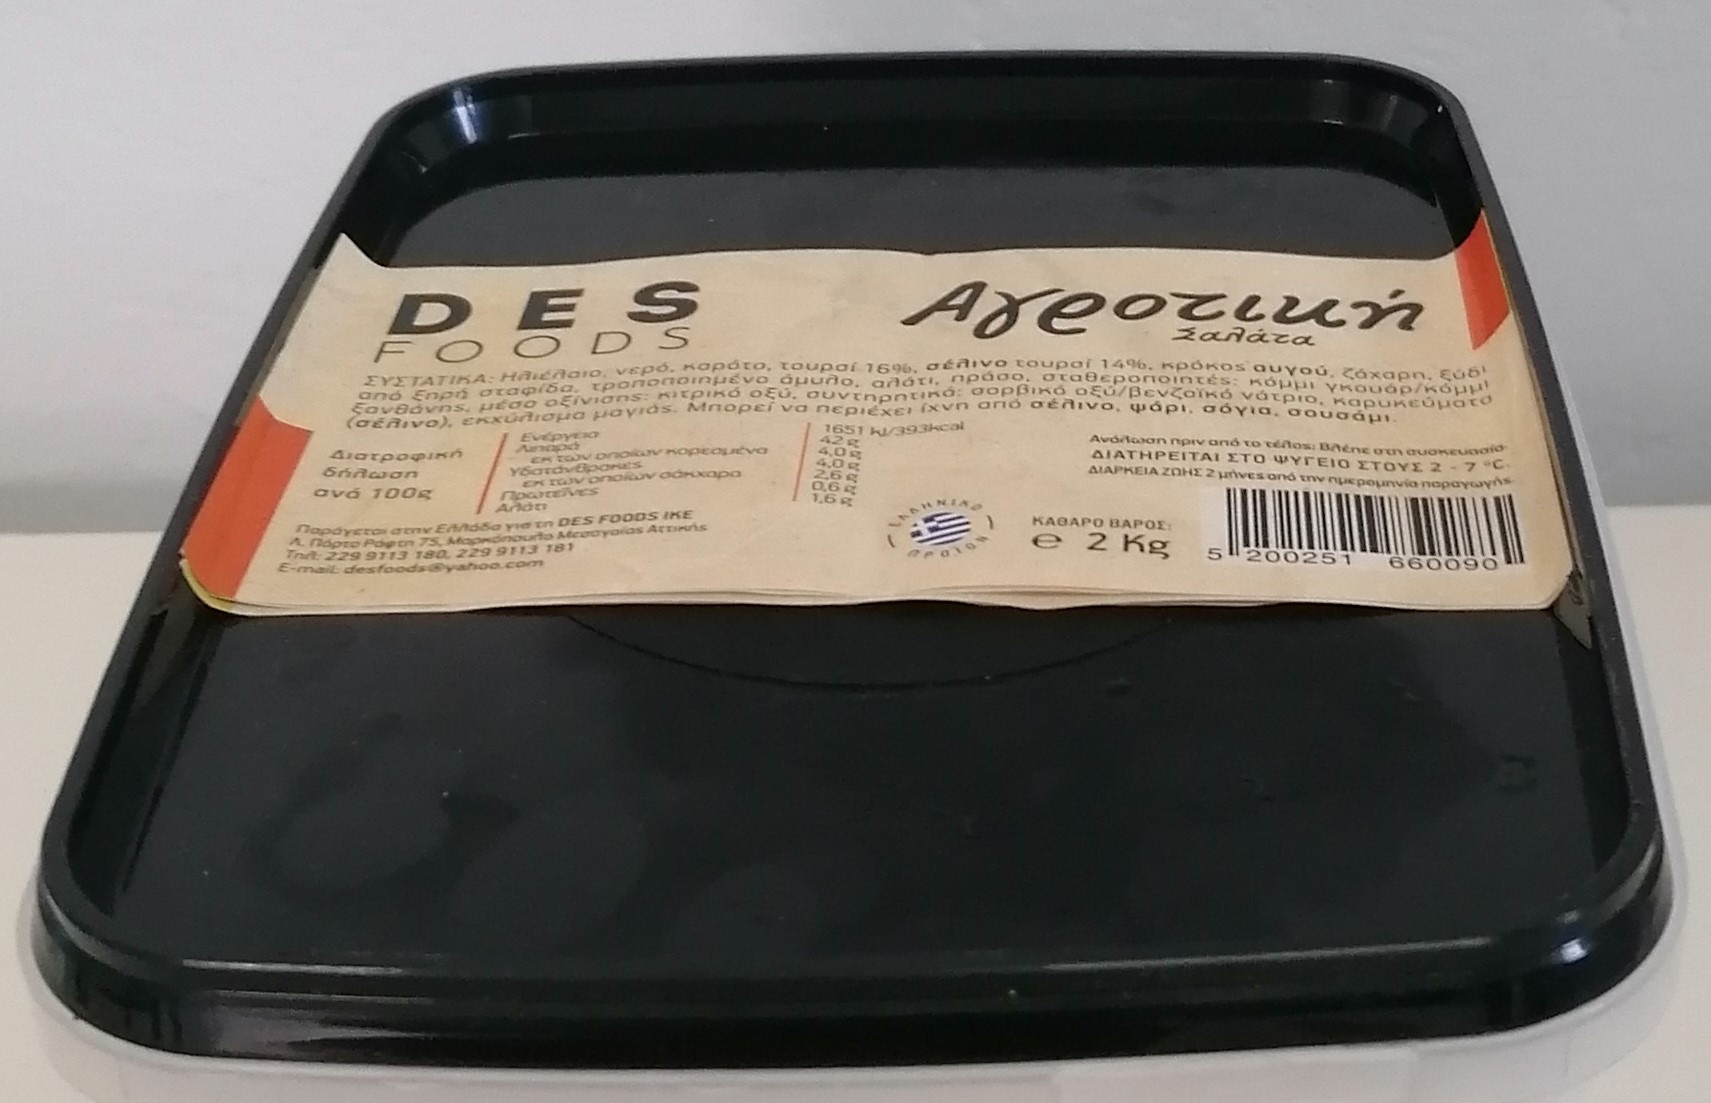 DES
FOODS
Αγροτική
Σαλάτα
ΣΥΣΤΑΤΙΚΑ: Ηλιέλαιο, νερό, καρότο, τουρσί 16%, σέλινο τουρσί 14%, κρόκος αυγού, ζάχαρη, ξύδι
από ξηρή σταφίδα, τροποποιημένο άμυλο, αλάτι, πράσο, σταθεροποιητές: κόμμι γκουάρ/κόμμι
ξανθάνης, μέσο οξίνισης: κιτρικό οξύ, συντηρητικά: σορβικό οξύ/βενζοϊκό νάτριο, καρυκεύματα
(σέλινο), εκχύλισμα μαγιάς. Μπορεί να περιέχει ίχνη από σέλινο, ψάρι, σόγια, σουσάμι.
Διατροφική
δήλωση
ανά 100g
Ενέργεια 1651 kJ/393kcal
Λιπαρά 42 g
εκ των οποίων κορεσμένα 4,0 g
Υδατάνθρακες 4,0 g
εκ των οποίων σάκχαρα 2,6 g
Πρωτεΐνες 0,6 g
Αλάτι 1,6 g
Ανάλωση πριν από το τέλος: Βλέπε στη συσκευασία.
ΔΙΑΤΗΡΕΙΤΑΙ ΣΤΟ ΨΥΓΕΙΟ ΣΤΟΥΣ 2 - 7 °C.
ΔΙΑΡΚΕΙΑ ΖΩΗΣ 2 μήνες από την ημερομηνία παραγωγής.
Παράγεται στην Ελλάδα για τη DES FOODS IKE
Λ. Πόρτο Ράφτη 75, Μαρκόπουλο Μεσογαίας Αττικής
Τηλ: 229 9113 180, 229 9113 181
E-mail: desfoods@yahoo.com
ΕΛΛΗΝΙΚΟ
ΠΡΟΪΟΝ
ΚΑΘΑΡΟ ΒΑΡΟΣ:
e 2 Kg
5 200251 660090